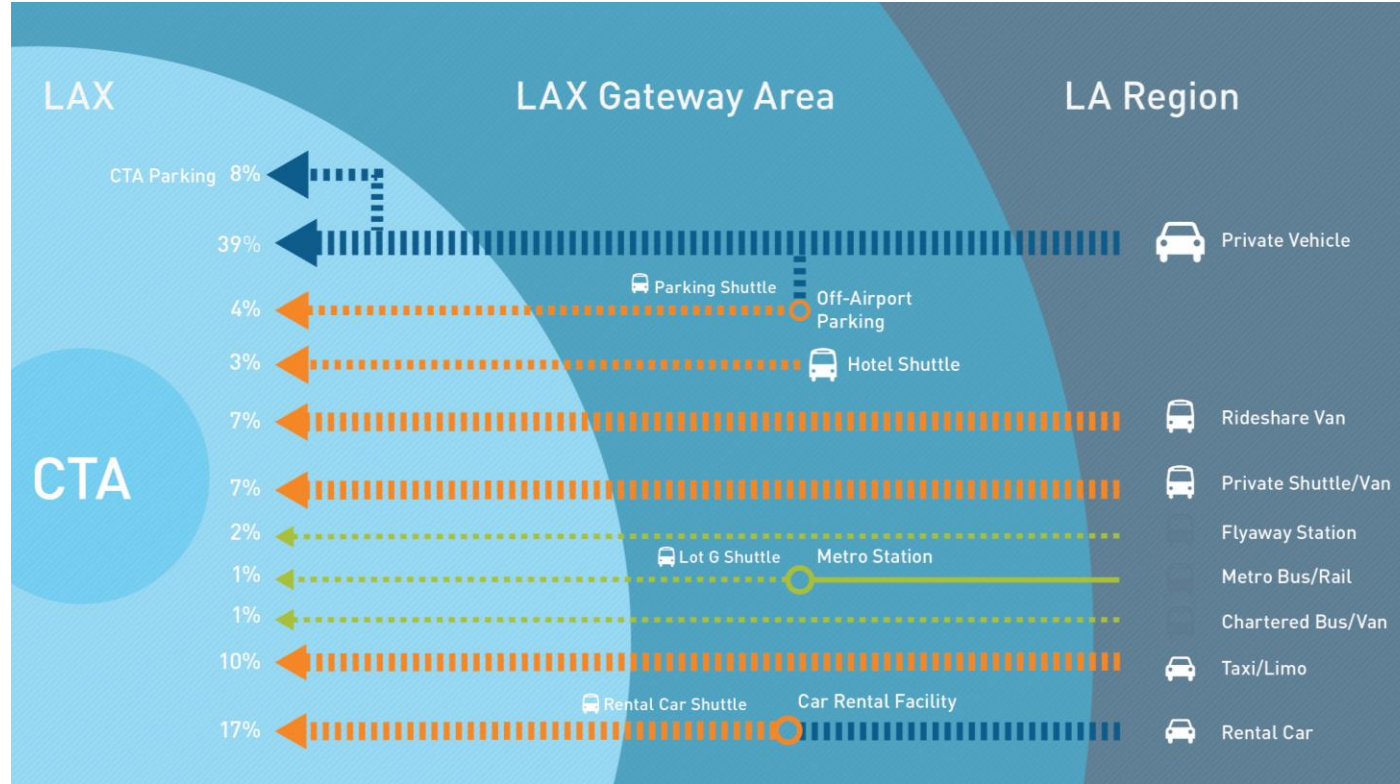 LAX
LAX Gateway Area
LA Region
CTA Parking 8%
39%
Private Vehicle
Parking Shuttle
4%
Off-Airport
Parking
3%
Hotel Shuttle
7%
Rideshare Van
CTA
7%
Private Shuttle/Van
2%
Flyaway Station
Lot G Shuttle
Metro Station
1%
Metro Bus/Rail
1%
Chartered Bus/Van
10%
Taxi/Limo
Rental Car Shuttle
Car Rental Facility
17%
Rental Car